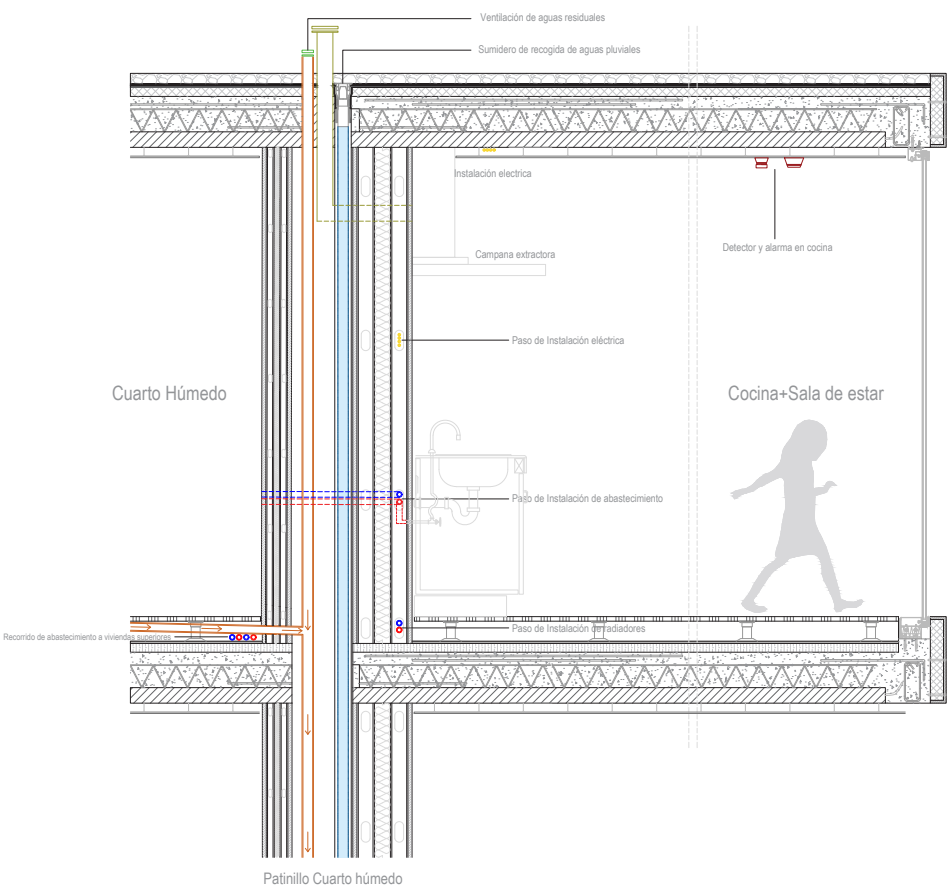 Ventilación de aguas residuales
Sumidero de recogida de aguas pluviales
Instalación electrica
Detector y alarma en cocina
Campana extractora
Paso de Instalación eléctrica
Cuarto Húmedo
Cocina+Sala de estar
Paso de Instalación de abastecimiento
Paso de Instalación de radiadores
Recorrido de abastecimiento a viviendas superiores
Patinillo Cuarto húmedo